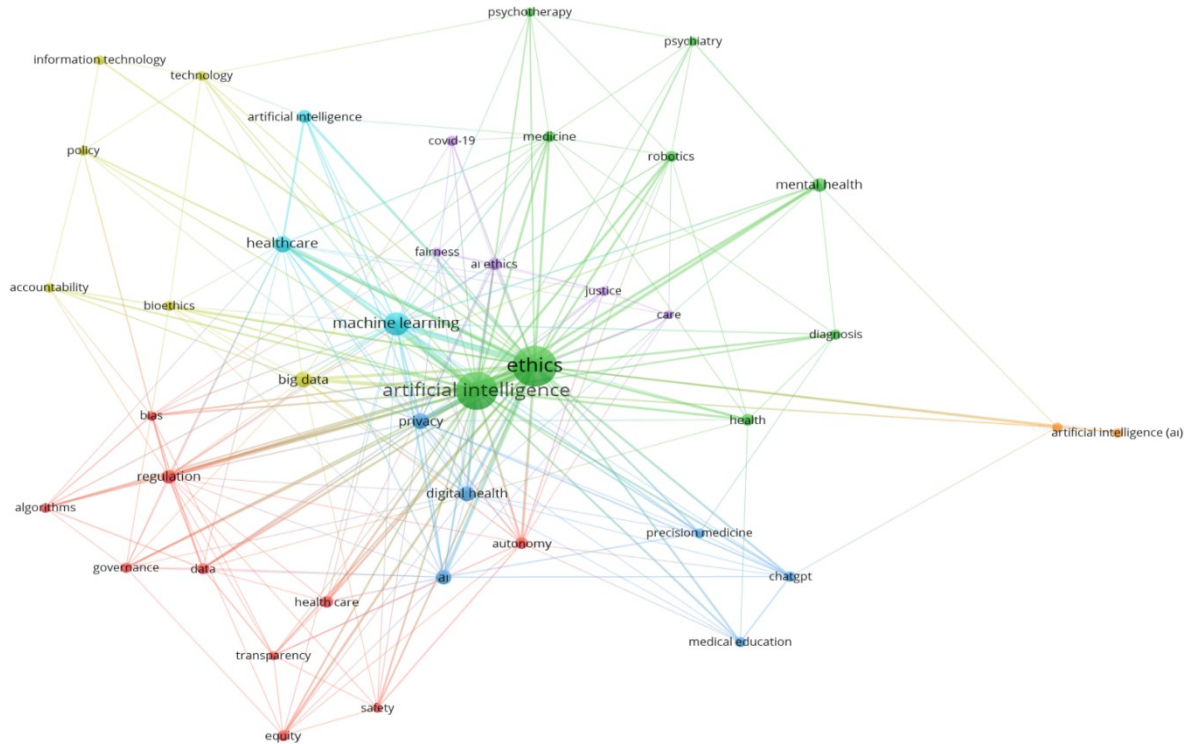 psychotherapy
psychiatry
information technology
technology
artificial intelligence
covid-19
medicine
policy
robotics
mental health
healthcare
fairness
ai ethics
justice
accountability
bioethics
care
machine learning
diagnosis
ethics
big data
artificial intelligence
bias
privacy
health
artificial intelligence (ai)
regulation
digital health
algorithms
precision medicine
autonomy
governance
data
ai
chatgpt
health care
medical education
transparency
safety
equity